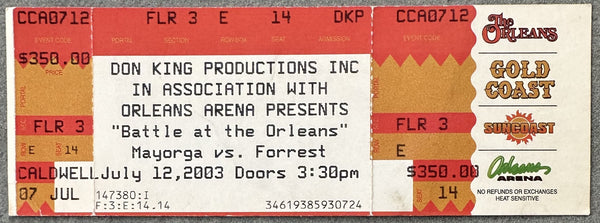 CCA0712 FLR 3 E 14 DKP CCA0712
EVENT CODE PORTAL SECTION ROW/BOX SEAT ADMISSION EVENT CODE
$350.00
DON KING PRODUCTIONS INC
IN ASSOCIATION WITH
ORLEANS ARENA PRESENTS
"Battle at the Orleans"
Mayorga vs. Forrest
July 12,2003 Doors 3:30pm
147380:I
F:3:E:14.14 34619385930724
FLR 3
E 14
CALDWELL
07 JUL
FLR 3
E
$350.00
14
The ORLEANS
GOLD COAST
SUNCOAST
Orleans ARENA
NO REFUNDS OR EXCHANGES
HEAT SENSITIVE